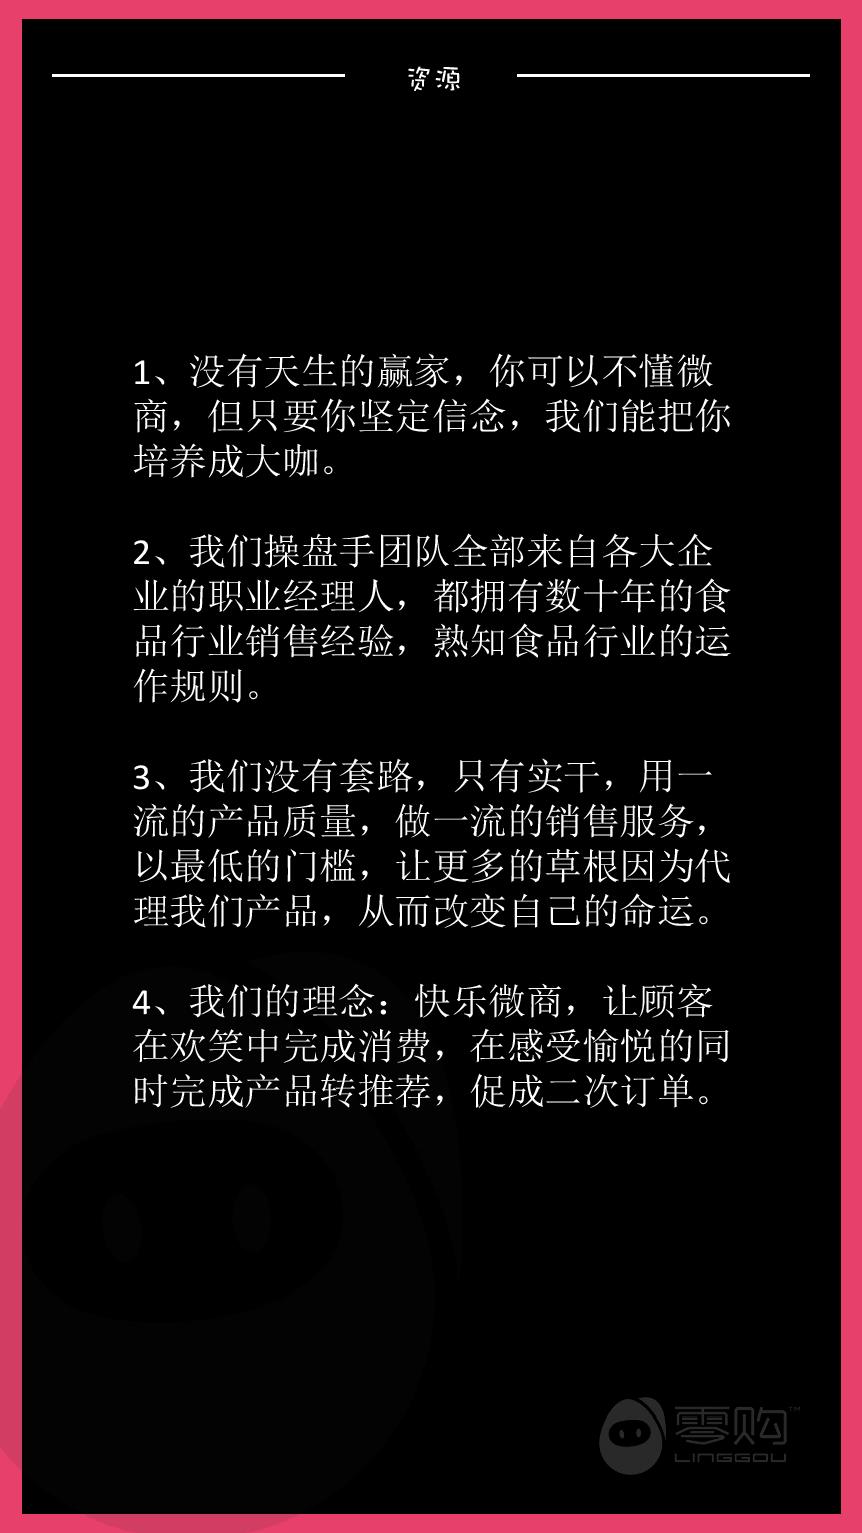 资源
1、没有天生的赢家，你可以不懂微
商，但只要你坚定信念，我们能把你
培养成大咖。
2、我们操盘手团队全部来自各大企
业的职业经理人，都拥有数十年的食
品行业销售经验，熟知食品行业的运
作规则。
3、我们没有套路，只有实干，用一
流的产品质量，做一流的销售服务，
以最低的门槛，让更多的草根因为代
理我们产品，从而改变自己的命运。
4、我们的理念：快乐微商，让顾客
在欢笑中完成消费，在感受愉悦的同
时完成产品转推荐，促成二次订单。
零购™
LINGGOU